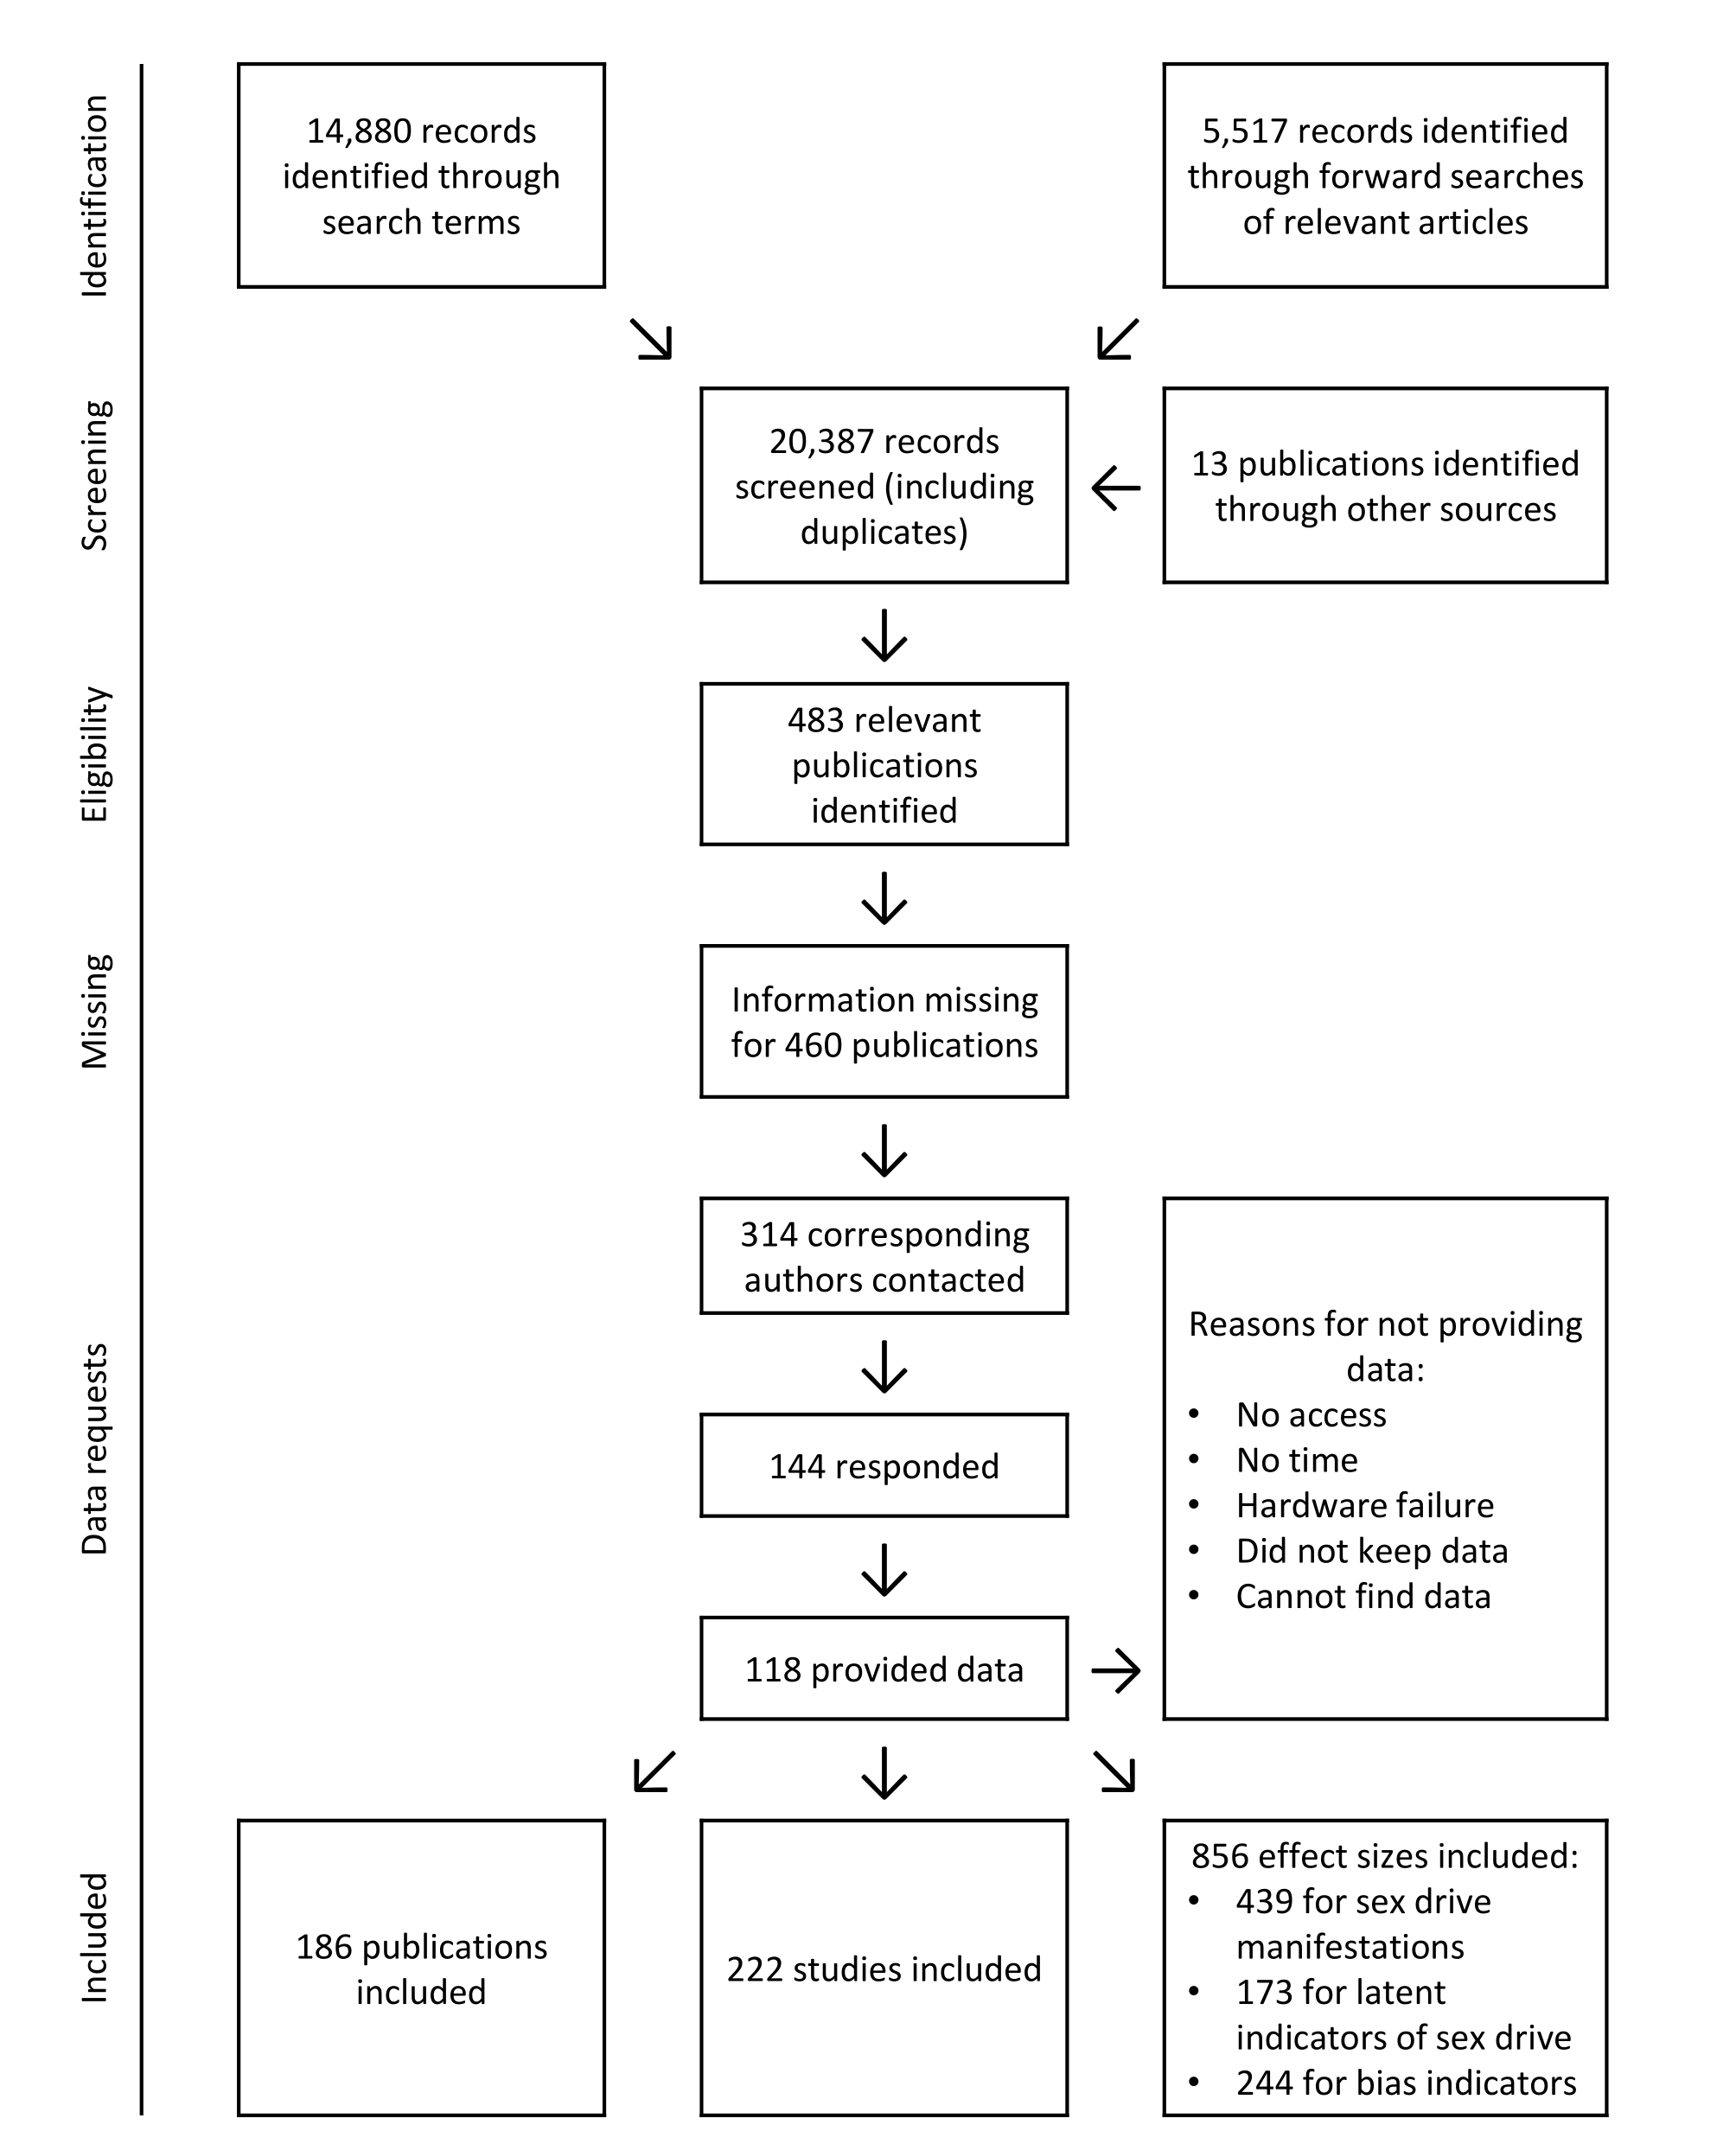 Identification
14,880 records
identified through
search terms
5,517 records identified
through forward searches
of relevant articles
Screening
20,387 records
screened (including
duplicates)
13 publications identified
through other sources
Eligibility
483 relevant
publications
identified
Missing
Information missing
for 460 publications
Data requests
314 corresponding
authors contacted
144 responded
118 provided data
Reasons for not providing
data:
• No access
• No time
• Hardware failure
• Did not keep data
• Cannot find data
Included
186 publications
included
222 studies included
856 effect sizes included:
• 439 for sex drive
manifestations
• 173 for latent
indicators of sex drive
• 244 for bias indicators